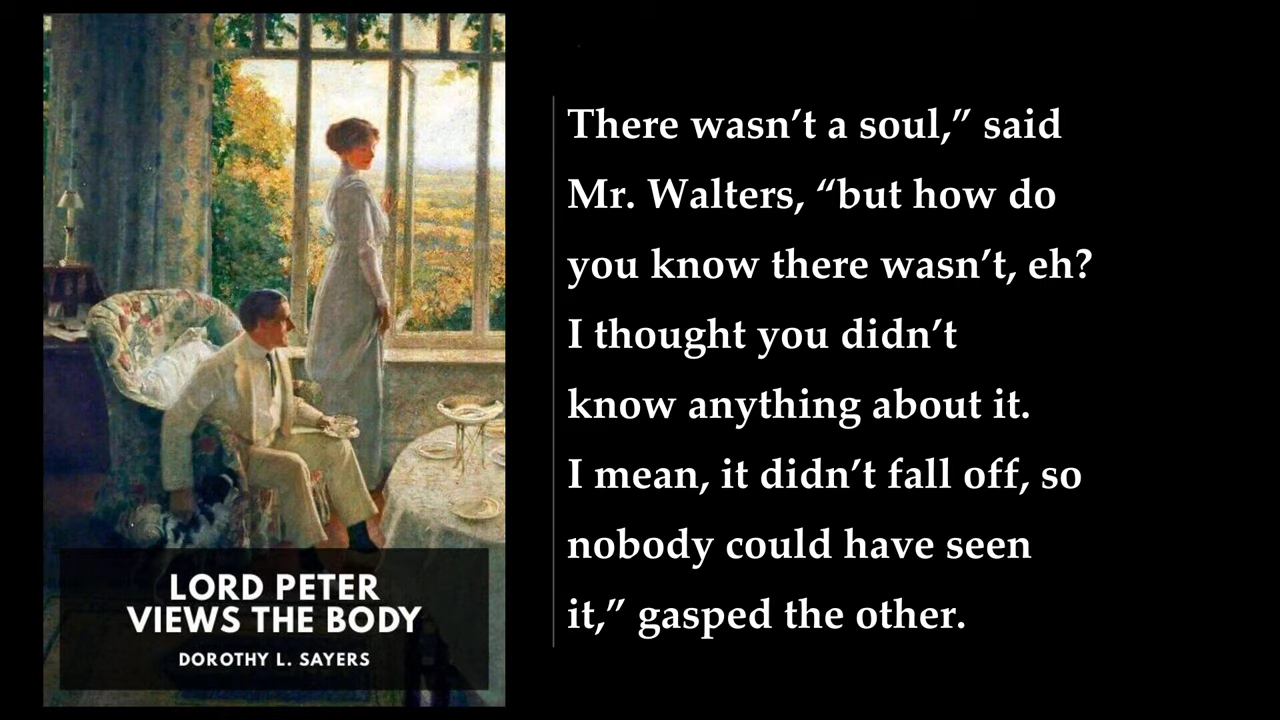 LORD PETER
VIEWS THE BODY
DOROTHY L. SAYERS
There wasn’t a soul,” said
Mr. Walters, “but how do
you know there wasn’t, eh?
I thought you didn’t
know anything about it.
I mean, it didn’t fall off, so
nobody could have seen
it,” gasped the other.